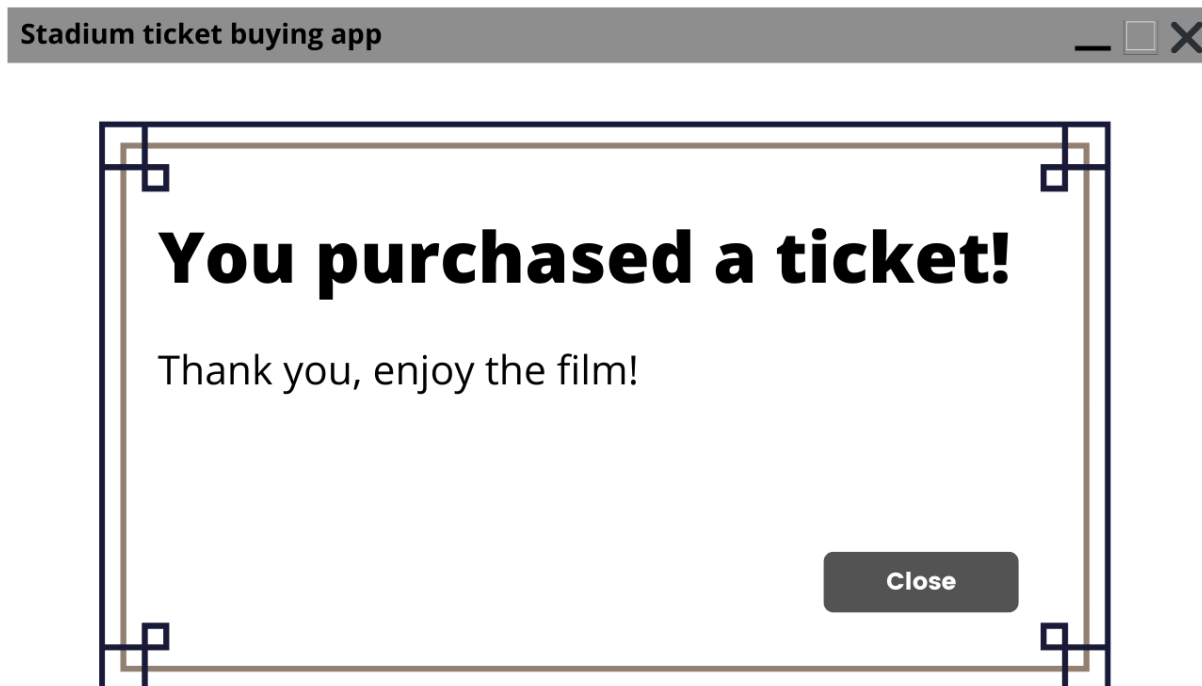 Stadium ticket buying app
You purchased a ticket!
Thank you, enjoy the film!
Close